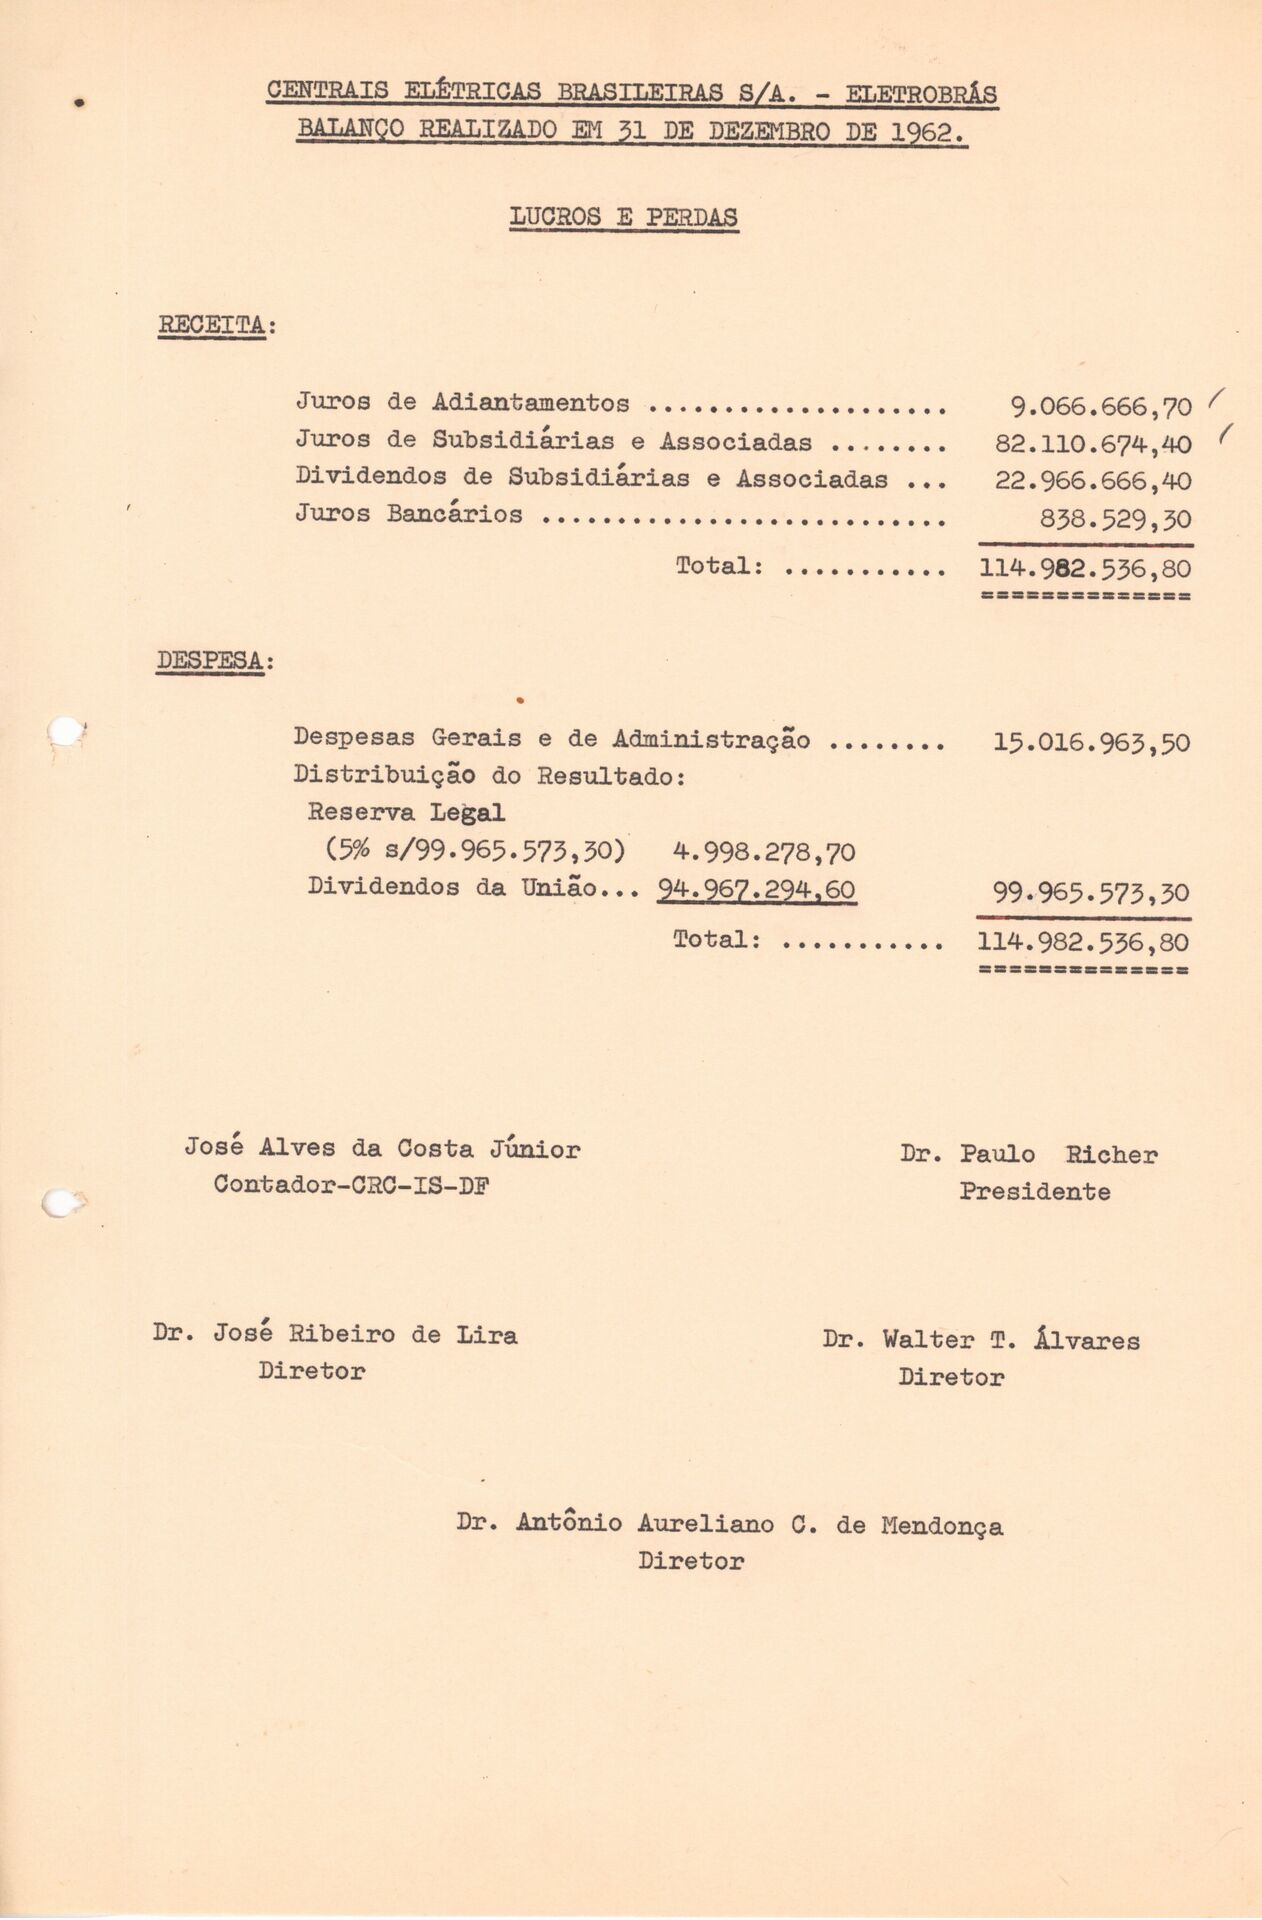 CENTRAIS ELÉTRICAS BRASILEIRAS S/A. - ELETROBRÁS
BALANÇO REALIZADO EM 31 DE DEZEMBRO DE 1962.
LUCROS E PERDAS
RECEITA:
Juros de Adiantamentos .................... 9.066.666,70
Juros de Subsidiárias e Associadas ........ 82.110.674,40
Dividendos de Subsidiárias e Associadas ... 22.966.666,40
Juros Bancários ........................... 838.529,30
Total: ........... 114.982.536,80
==============
DESPESA:
Despesas Gerais e de Administração ........ 15.016.963,50
Distribuição do Resultado:
Reserva Legal
(5% s/99.965.573,30) 4.998.278,70
Dividendos da União... 94.967.294,60 99.965.573,30
Total: ........... 114.982.536,80
==============
José Alves da Costa Júnior Dr. Paulo Richer
Contador-CRC-IS-DF Presidente
Dr. José Ribeiro de Lira Dr. Walter T. Álvares
Diretor Diretor
Dr. Antônio Aureliano C. de Mendonça
Diretor